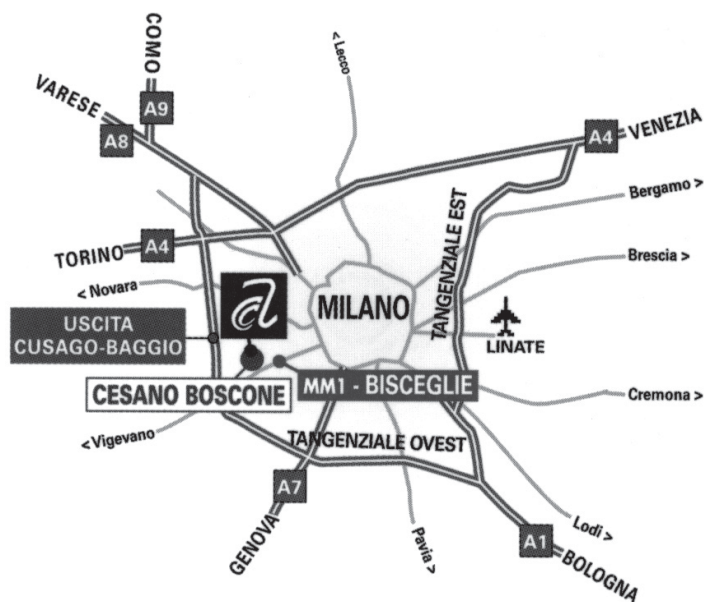 COMO
< Lecco
VARESE
A9
A8
A4
VENEZIA
Bergamo >
TANGENZIALE EST
TORINO
A4
Brescia >
< Novara
MILANO
USCITA
CUSAGO-BAGGIO
LINATE
CESANO BOSCONE
MM1 - BISCEGLIE
Cremona >
< Vigevano
TANGENZIALE OVEST
A7
GENOVA
Pavia >
Lodi >
A1
BOLOGNA